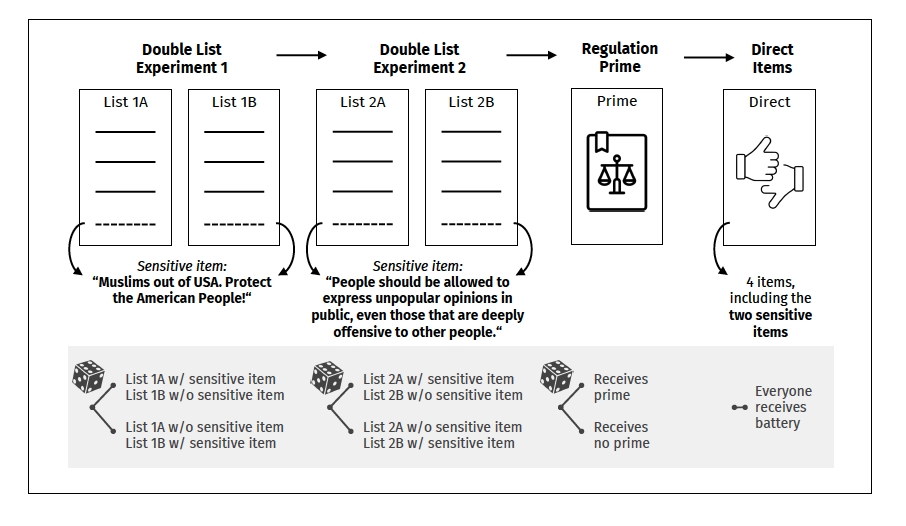 Double List
Experiment 1
Double List
Experiment 2
Regulation
Prime
Direct
Items
List 1A
List 1B
List 2A
List 2B
Prime
Direct
Sensitive item:
“Muslims out of USA. Protect
the American People!“
Sensitive item:
“People should be allowed to
express unpopular opinions in
public, even those that are deeply
offensive to other people.“
4 items,
including the
two sensitive
items
List 1A w/ sensitive item
List 1B w/o sensitive item
List 1A w/o sensitive item
List 1B w/ sensitive item
List 2A w/ sensitive item
List 2B w/o sensitive item
List 2A w/o sensitive item
List 2B w/ sensitive item
Receives
prime
Receives
no prime
Everyone
receives
battery